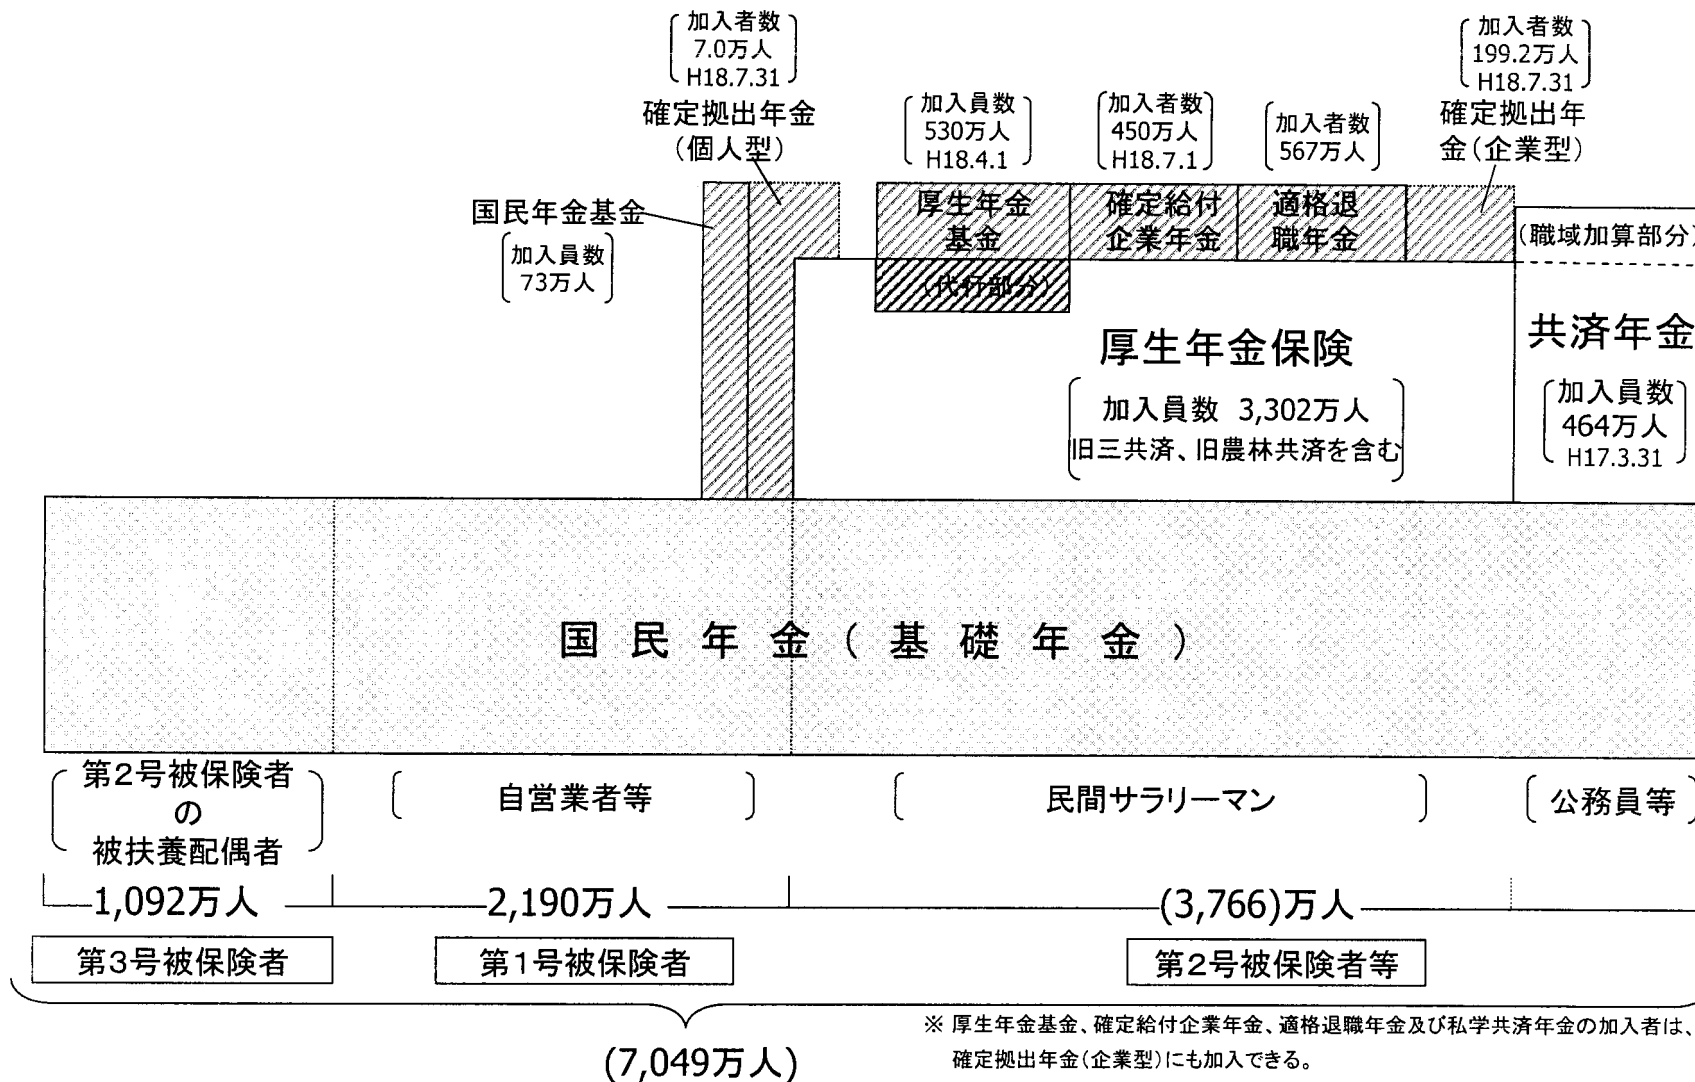 加入者数
7.0万人
H18.7.31
確定拠出年金
(個人型)
加入員数
530万人
H18.4.1
加入者数
450万人
H18.7.1
加入者数
567万人
加入者数
199.2万人
H18.7.31
確定拠出年
金(企業型)
国民年金基金
加入員数
73万人
厚生年金
基金
(代行部分)
確定給付
企業年金
適格退
職年金
(職域加算部分)
厚生年金保険
加入員数 3,302万人
旧三共済、旧農林共済を含む
共済年金
加入員数
464万人
H17.3.31
国民年金(基礎年金)
第2号被保険者
の
被扶養配偶者
自営業者等
民間サラリーマン
公務員等
1,092万人
2,190万人
(3,766)万人
第3号被保険者
第1号被保険者
第2号被保険者等
(7,049万人)
※ 厚生年金基金、確定給付企業年金、適格退職年金及び私学共済年金の加入者は、
確定拠出年金(企業型)にも加入できる。